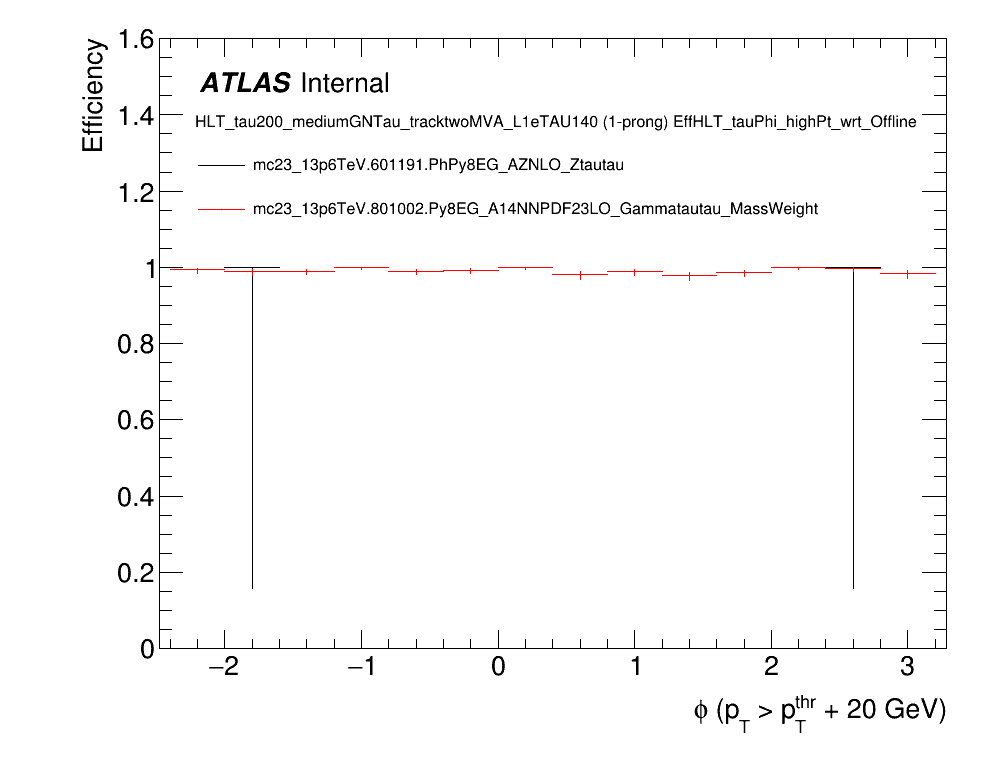 Efficiency
1.6
1.4
1.2
1
0.8
0.6
0.4
0.2
0
ATLAS Internal
HLT_tau200_mediumGNTau_tracktwoMVA_L1eTAU140 (1-prong) EffHLT_tauPhi_highPt_wrt_Offline
mc23_13p6TeV.601191.PhPy8EG_AZNLO_Ztautau
mc23_13p6TeV.801002.Py8EG_A14NNPDF23LO_Gammatautau_MassWeight
−2 −1 0 1 2 3
ϕ (p_T > p_T^thr + 20 GeV)